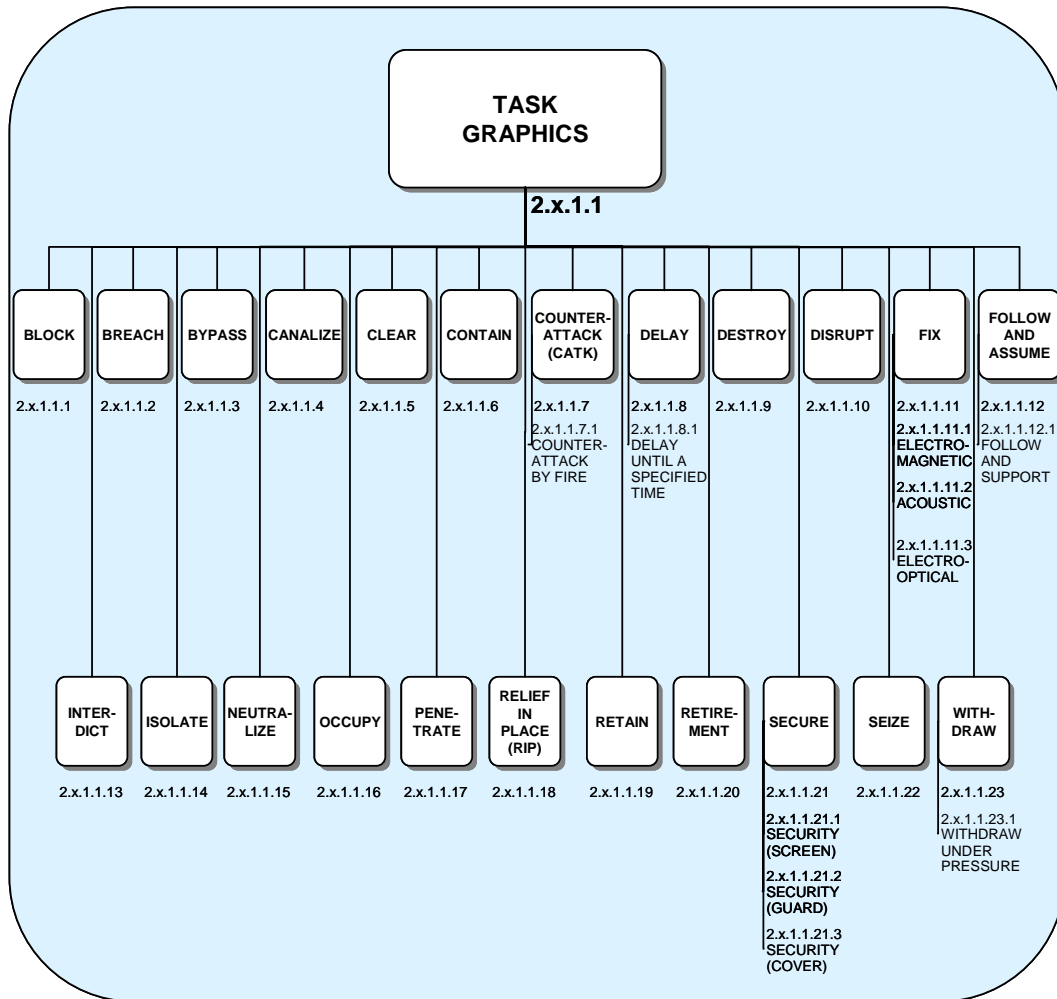 TASK
GRAPHICS
2.x.1.1
BLOCK
BREACH
BYPASS
CANALIZE
CLEAR
CONTAIN
COUNTER-
ATTACK
(CATK)
DELAY
DESTROY
DISRUPT
FIX
FOLLOW
AND
ASSUME
2.x.1.1.1
2.x.1.1.2
2.x.1.1.3
2.x.1.1.4
2.x.1.1.5
2.x.1.1.6
2.x.1.1.7
2.x.1.1.8
2.x.1.1.9
2.x.1.1.10
2.x.1.1.11
2.x.1.1.12
2.x.1.1.7.1
COUNTER-
ATTACK
BY FIRE
2.x.1.1.8.1
DELAY
UNTIL A
SPECIFIED
TIME
2.x.1.1.11.1
ELECTRO-
MAGNETIC
2.x.1.1.11.2
ACOUSTIC
2.x.1.1.11.3
ELECTRO-
OPTICAL
2.x.1.1.12.1
FOLLOW
AND
SUPPORT
INTER-
DICT
ISOLATE
NEUTRA-
LIZE
OCCUPY
PENE-
TRATE
RELIEF
IN
PLACE
(RIP)
RETAIN
RETIRE-
MENT
SECURE
SEIZE
WITH-
DRAW
2.x.1.1.13
2.x.1.1.14
2.x.1.1.15
2.x.1.1.16
2.x.1.1.17
2.x.1.1.18
2.x.1.1.19
2.x.1.1.20
2.x.1.1.21
2.x.1.1.22
2.x.1.1.23
2.x.1.1.21.1
SECURITY
(SCREEN)
2.x.1.1.21.2
SECURITY
(GUARD)
2.x.1.1.21.3
SECURITY
(COVER)
2.x.1.1.23.1
WITHDRAW
UNDER
PRESSURE